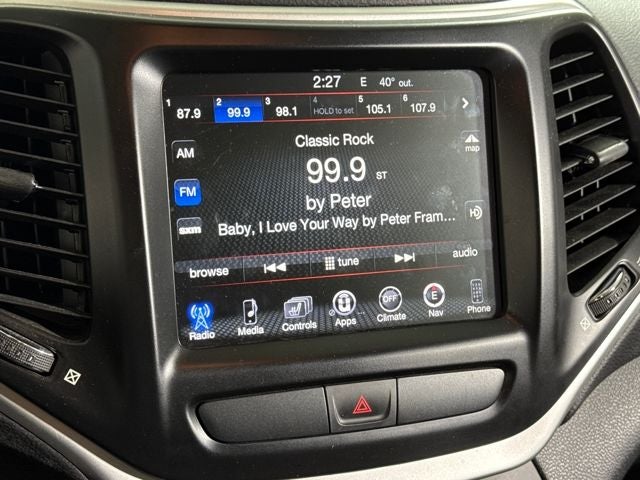 2:27 E 40° out.
1 87.9 2 99.9 3 98.1 4 HOLD to set 5 105.1 6 107.9
AM
Classic Rock
map
99.9 ST
FM
by Peter
HD
sxm
Baby, I Love Your Way by Peter Fram...
browse tune audio
OFF E
Radio Media Controls Apps Climate Nav Phone